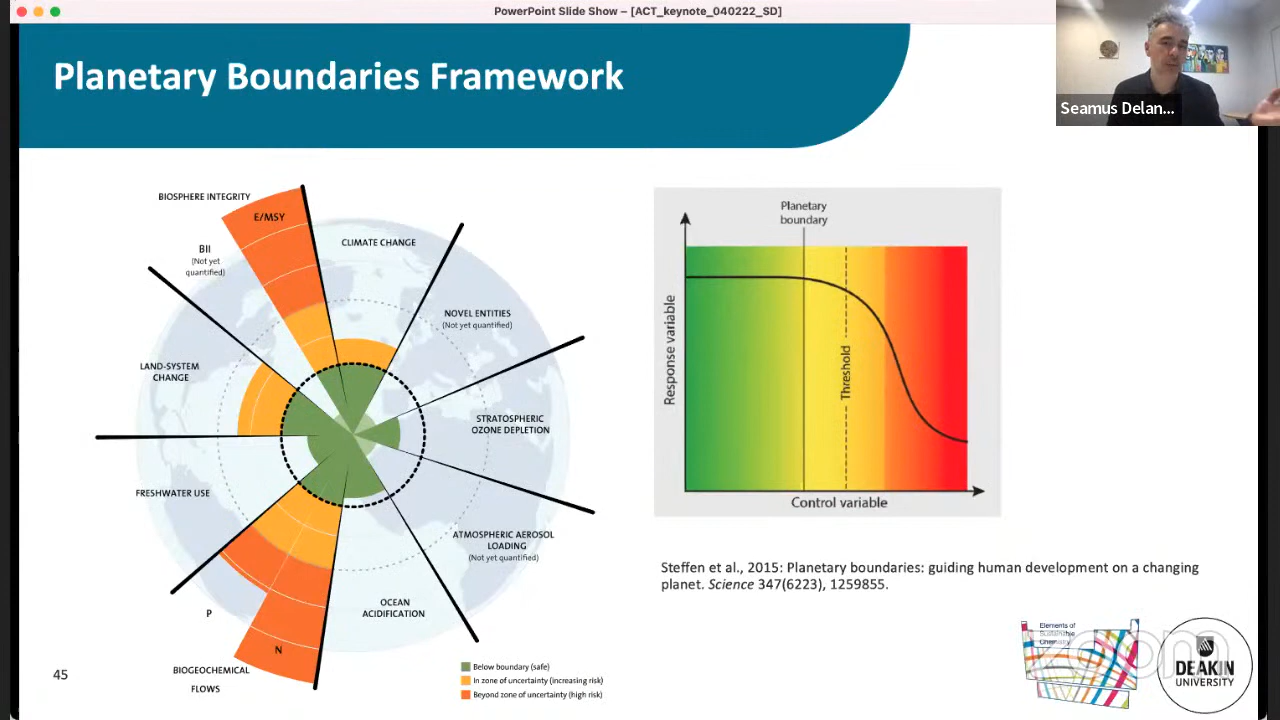 PowerPoint Slide Show – [ACT_keynote_040222_SD]
Seamus Delan...
Planetary Boundaries Framework
BIOSPHERE INTEGRITY
E/MSY
BII
(Not yet
quantified)
CLIMATE CHANGE
NOVEL ENTITIES
(Not yet quantified)
LAND-SYSTEM
CHANGE
STRATOSPHERIC
OZONE DEPLETION
FRESHWATER USE
ATMOSPHERIC AEROSOL
LOADING
(Not yet quantified)
OCEAN
ACIDIFICATION
P
N
BIOGEOCHEMICAL
FLOWS
Below boundary (safe)
In zone of uncertainty (increasing risk)
Beyond zone of uncertainty (high risk)
Planetary
boundary
Response variable
Threshold
Control variable
Steffen et al., 2015: Planetary boundaries: guiding human development on a changing
planet. Science 347(6223), 1259855.
45
Elements of
Sustainable
Chemistry
zoom
DEAKIN
UNIVERSITY